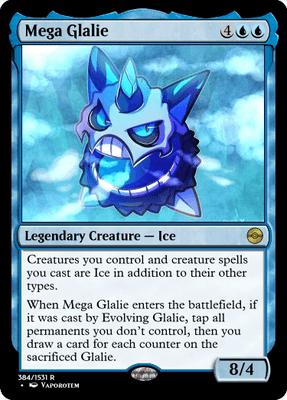 Mega Glalie 4
Legendary Creature — Ice
Creatures you control and creature spells
you cast are Ice in addition to their other
types.
When Mega Glalie enters the battlefield, if
it was cast by Evolving Glalie, tap all
permanents you don't control, then you
draw a card for each counter on the
sacrificed Glalie.
8/4
384/1531 R
• Vaporotem